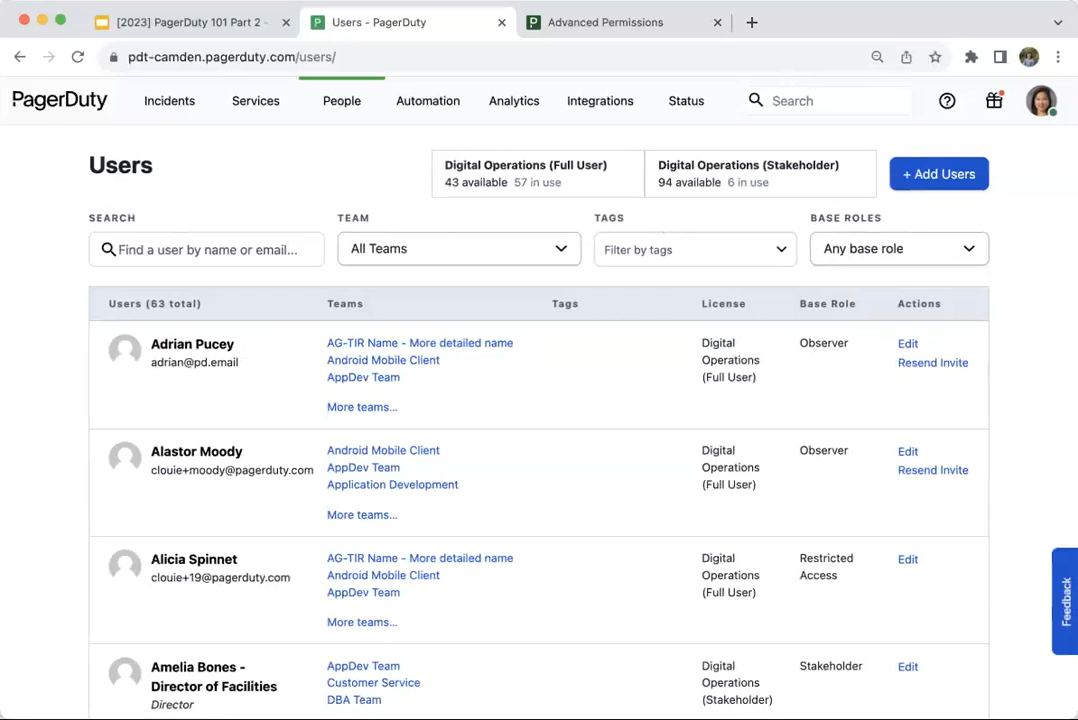 [2023] PagerDuty 101 Part 2 -
Users - PagerDuty
Advanced Permissions
pdt-camden.pagerduty.com/users/
PagerDuty
Incidents
Services
People
Automation
Analytics
Integrations
Status
Search
Users
Digital Operations (Full User)
43 available 57 in use
Digital Operations (Stakeholder)
94 available 6 in use
+ Add Users
SEARCH
TEAM
TAGS
BASE ROLES
Find a user by name or email...
All Teams
Filter by tags
Any base role
Users (63 total)
Teams
Tags
License
Base Role
Actions
Adrian Pucey
adrian@pd.email
AG-TIR Name - More detailed name
Android Mobile Client
AppDev Team
More teams...
Digital
Operations
(Full User)
Observer
Edit
Resend Invite
Alastor Moody
clouie+moody@pagerduty.com
Android Mobile Client
AppDev Team
Application Development
More teams...
Digital
Operations
(Full User)
Observer
Edit
Resend Invite
Alicia Spinnet
clouie+19@pagerduty.com
AG-TIR Name - More detailed name
Android Mobile Client
AppDev Team
More teams...
Digital
Operations
(Full User)
Restricted
Access
Edit
Amelia Bones -
Director of Facilities
Director
AppDev Team
Customer Service
DBA Team
Digital
Operations
(Stakeholder)
Stakeholder
Edit
Feedback